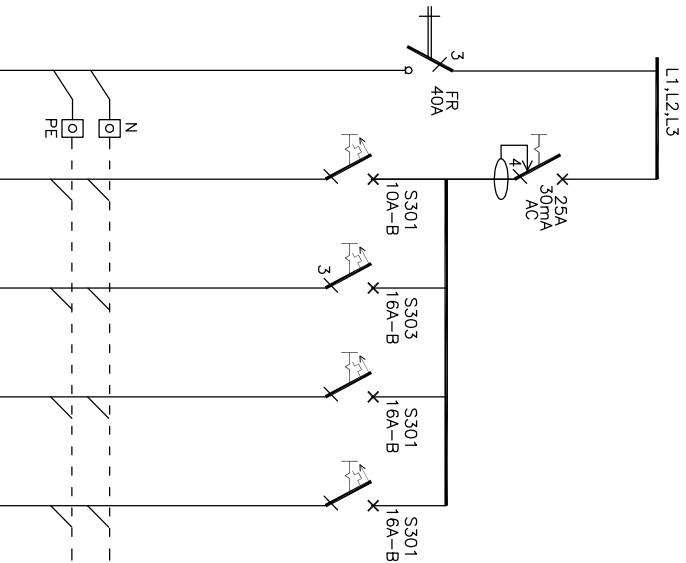 L1,L2,L3
3
FR
40A
N
PE
4
25A
30mA
AC
S301
10A-B
3
S303
16A-B
S301
16A-B
S301
16A-B